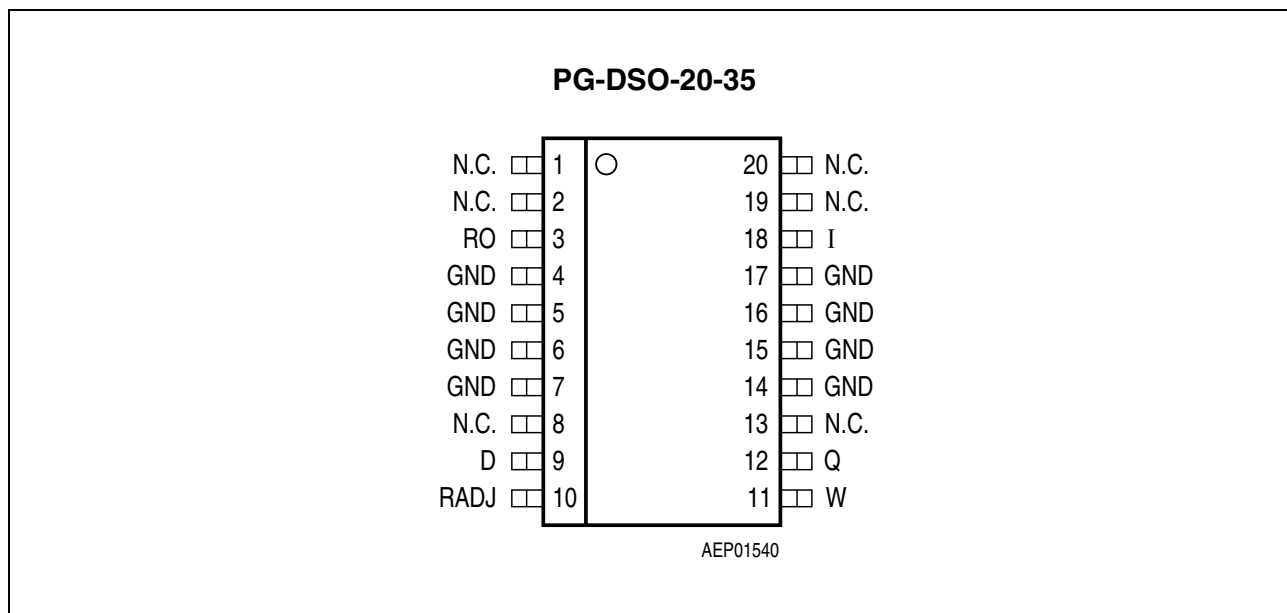 PG-DSO-20-35
N.C. 1 20 N.C.
N.C. 2 19 N.C.
RO 3 18 I
GND 4 17 GND
GND 5 16 GND
GND 6 15 GND
GND 7 14 GND
N.C. 8 13 N.C.
D 9 12 Q
RADJ 10 11 W
AEP01540